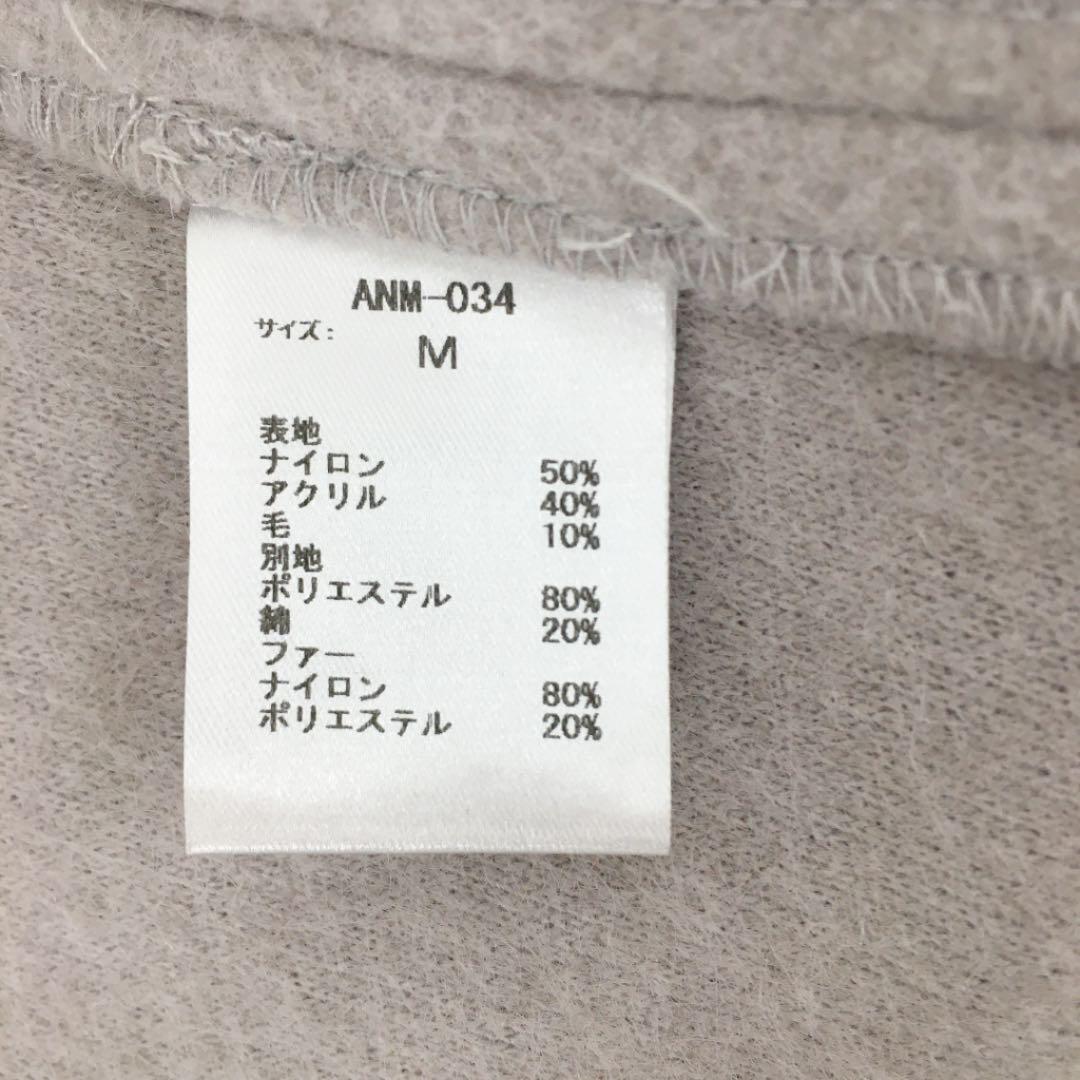 ANM-034
サイズ:
M
表地
ナイロン 50%
アクリル 40%
毛 10%
別地
ポリエステル 80%
綿 20%
ファー
ナイロン 80%
ポリエステル 20%